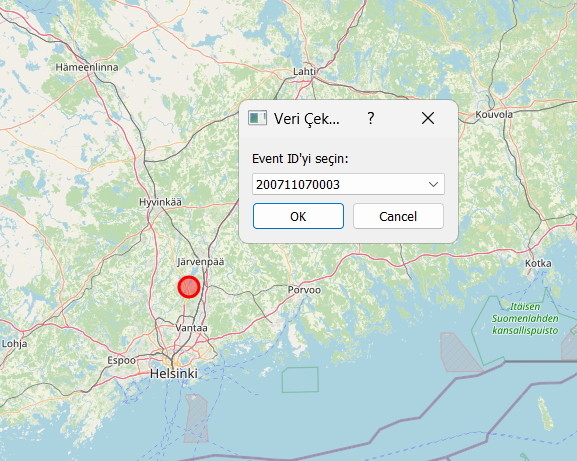 Hämeenlinna
Lahti
Kouvola
Veri Çek...
?
Event ID'yi seçin:
200711070003
OK
Cancel
Hyvinkää
Järvenpää
Kotka
Porvoo
Itäisen
Suomenlahden
kansallispuisto
Vantaa
Lohja
Espoo
Helsinki